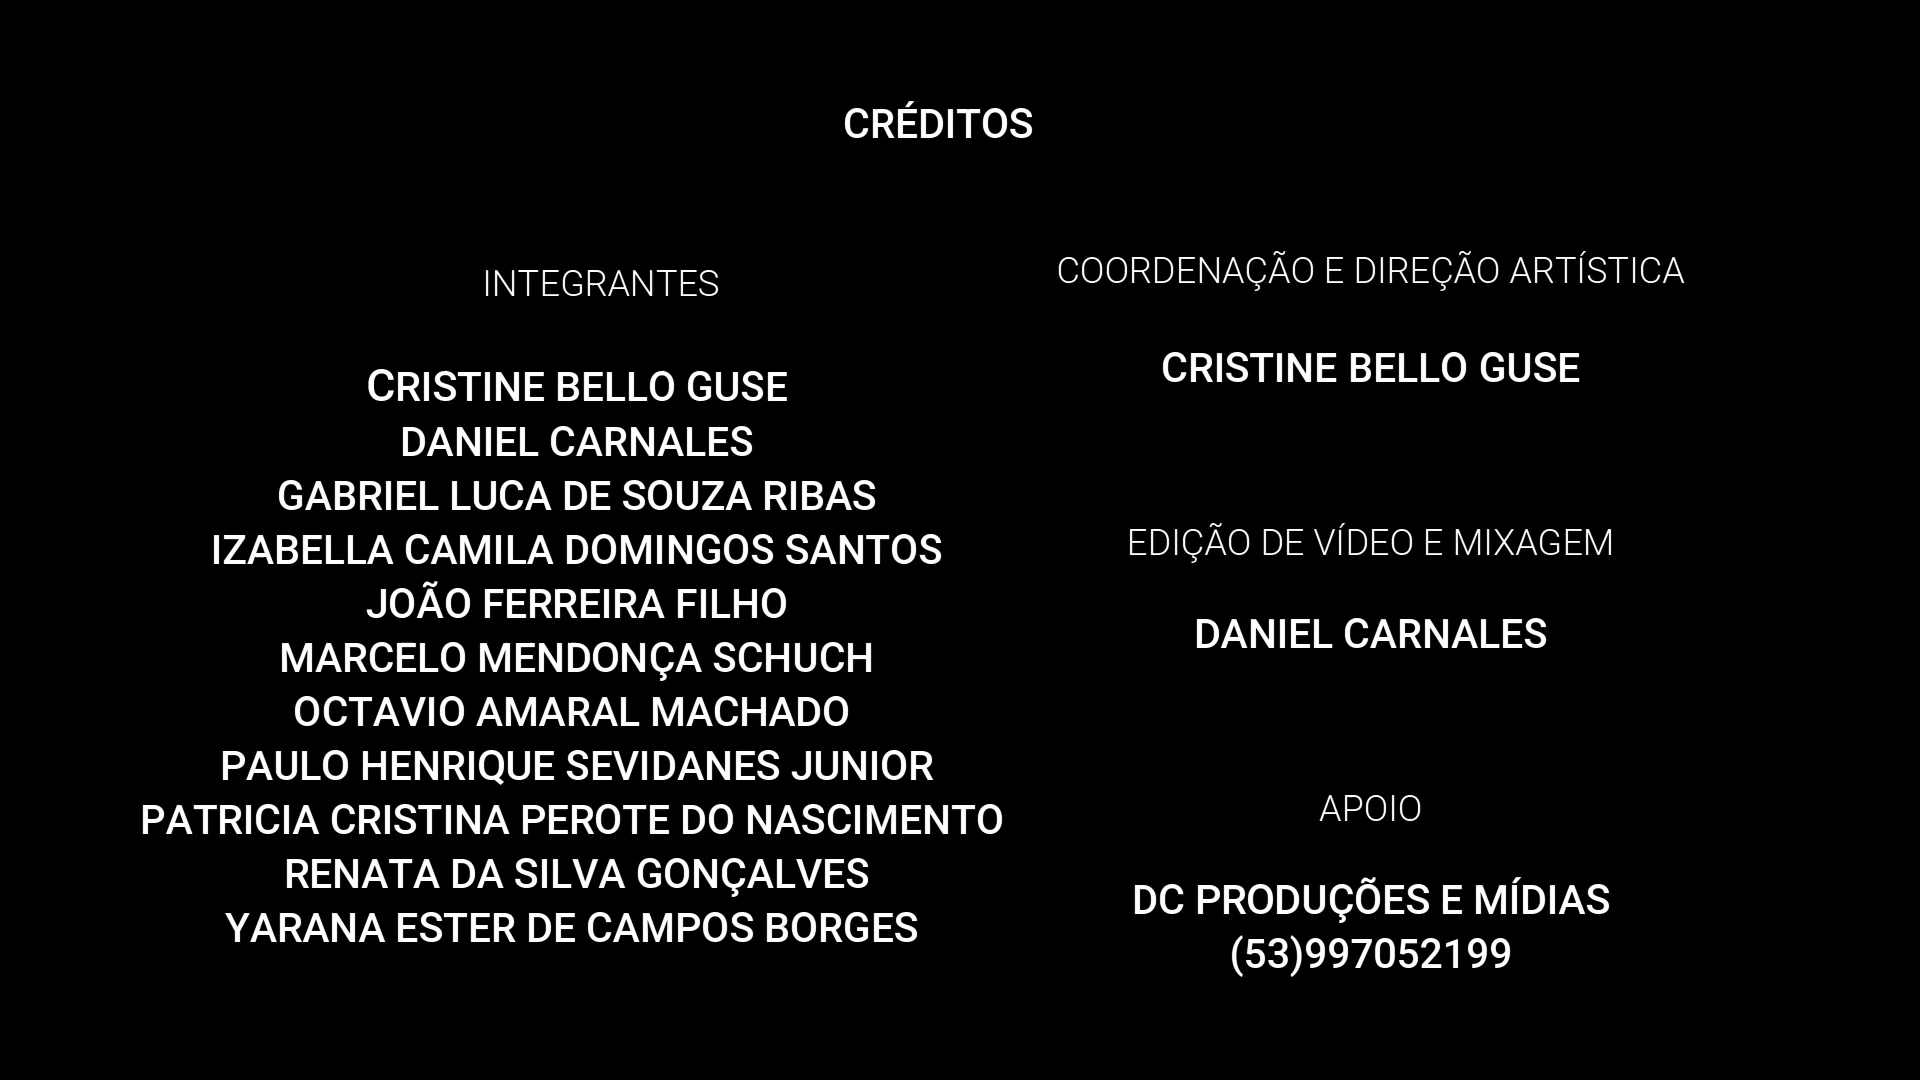 CRÉDITOS
INTEGRANTES
CRISTINE BELLO GUSE
DANIEL CARNALES
GABRIEL LUCA DE SOUZA RIBAS
IZABELLA CAMILA DOMINGOS SANTOS
JOÃO FERREIRA FILHO
MARCELO MENDONÇA SCHUCH
OCTAVIO AMARAL MACHADO
PAULO HENRIQUE SEVIDANES JUNIOR
PATRICIA CRISTINA PEROTE DO NASCIMENTO
RENATA DA SILVA GONÇALVES
YARANA ESTER DE CAMPOS BORGES
COORDENAÇÃO E DIREÇÃO ARTÍSTICA
CRISTINE BELLO GUSE
EDIÇÃO DE VÍDEO E MIXAGEM
DANIEL CARNALES
APOIO
DC PRODUÇÕES E MÍDIAS
(53)997052199